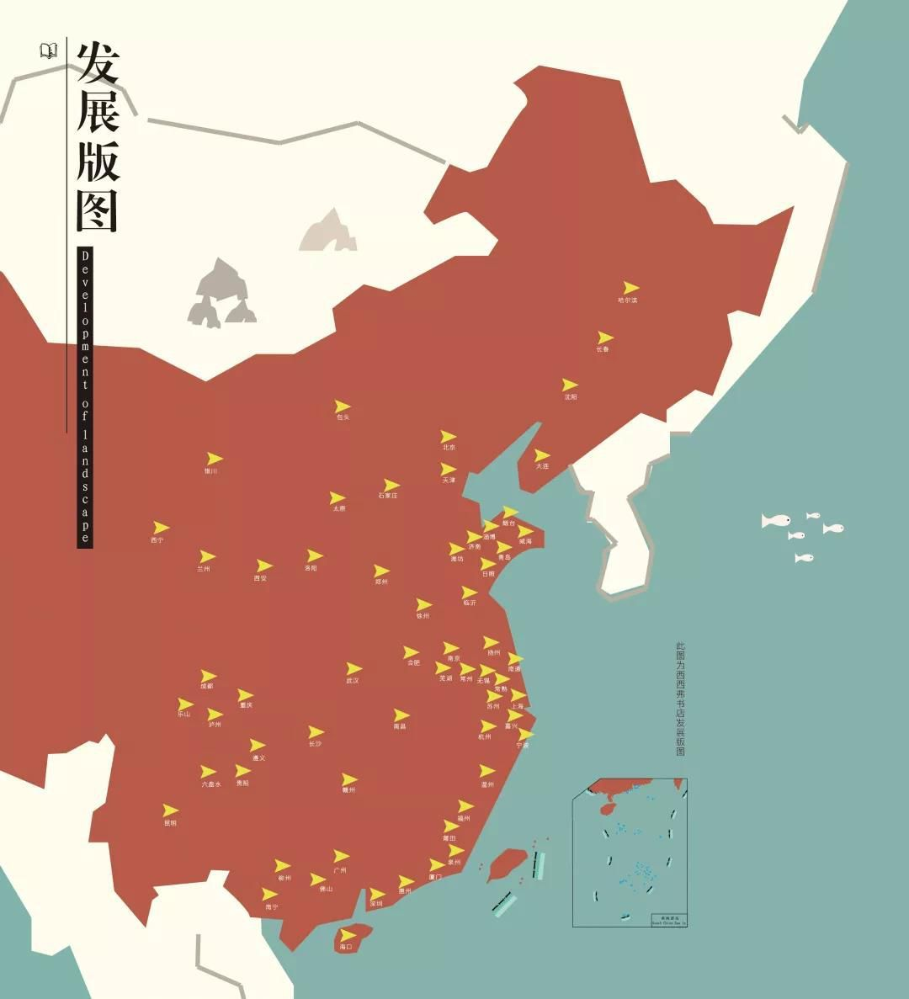 发展版图
Development of landscape
哈尔滨
长春
沈阳
包头
北京
大连
银川
天津
石家庄
太原
烟台
西宁
淄博
威海
济南
青岛
潍坊
兰州
西安
洛阳
日照
郑州
临沂
徐州
扬州
南京
合肥
南通
成都
武汉
芜湖
常州
无锡
常熟
重庆
乐山
苏州
上海
泸州
南昌
嘉兴
杭州
长沙
宁波
遵义
六盘水
贵阳
赣州
温州
昆明
福州
莆田
泉州
柳州
广州
厦门
佛山
惠州
南宁
深圳
海口
此图为西西弗书店发展版图